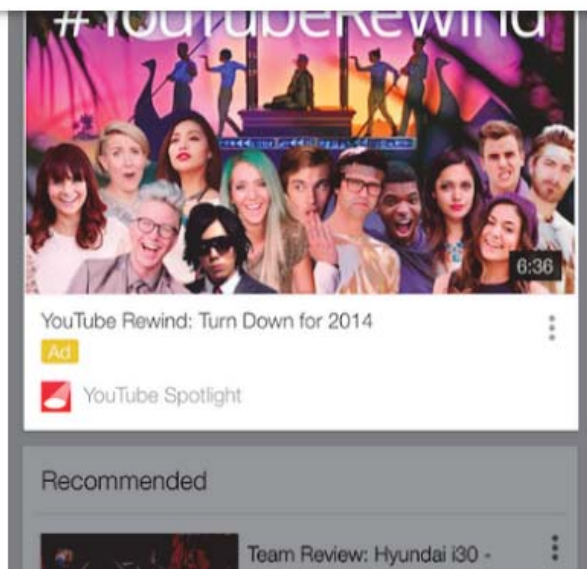 #YouTubeRewind
6:36
YouTube Rewind: Turn Down for 2014
Ad
YouTube Spotlight
Recommended
Team Review: Hyundai i30 -